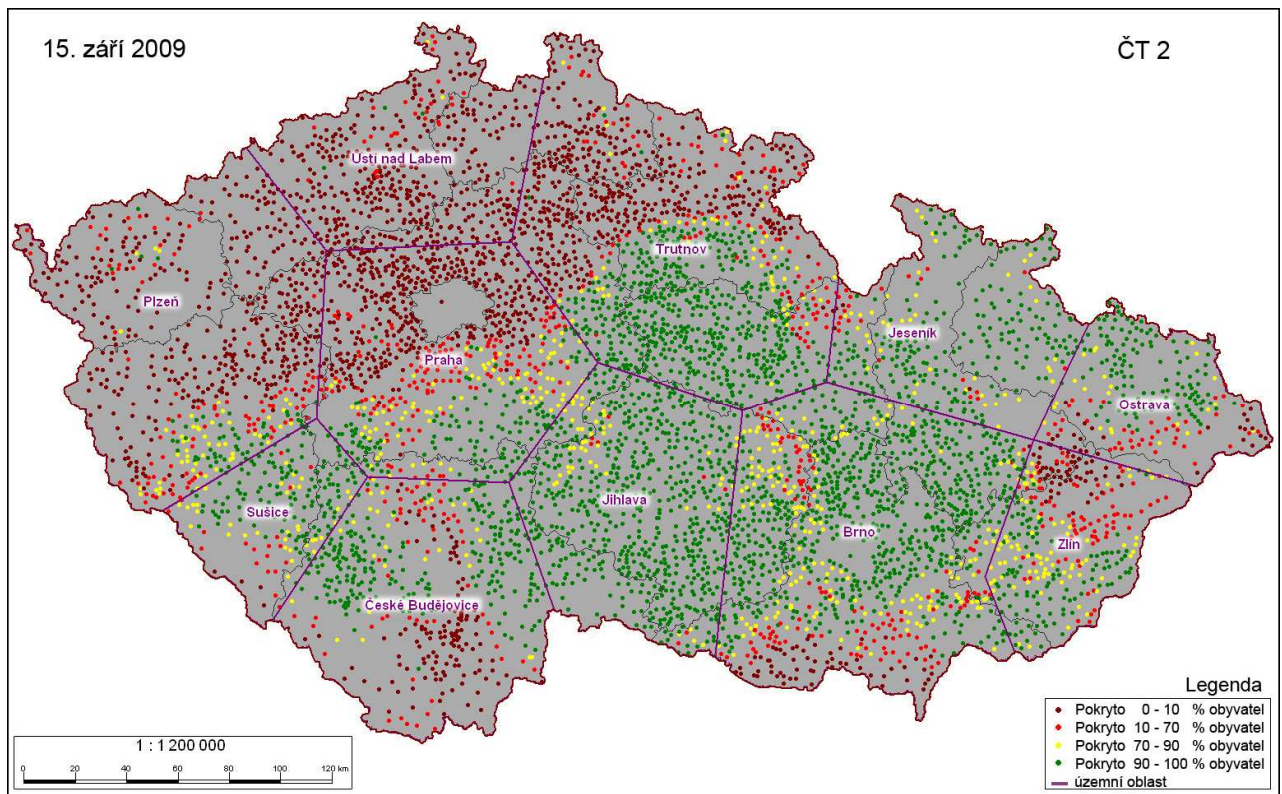 15. září 2009
ČT 2
Ústí nad Labem
Trutnov
Plzeň
Jeseník
Praha
Ostrava
Sušice
Jihlava
Brno
Zlín
České Budějovice
Legenda
Pokryto 0 - 10 % obyvatel
Pokryto 10 - 70 % obyvatel
Pokryto 70 - 90 % obyvatel
Pokryto 90 - 100 % obyvatel
územní oblast
1 : 1 200 000
0 20 40 60 80 100 120 km